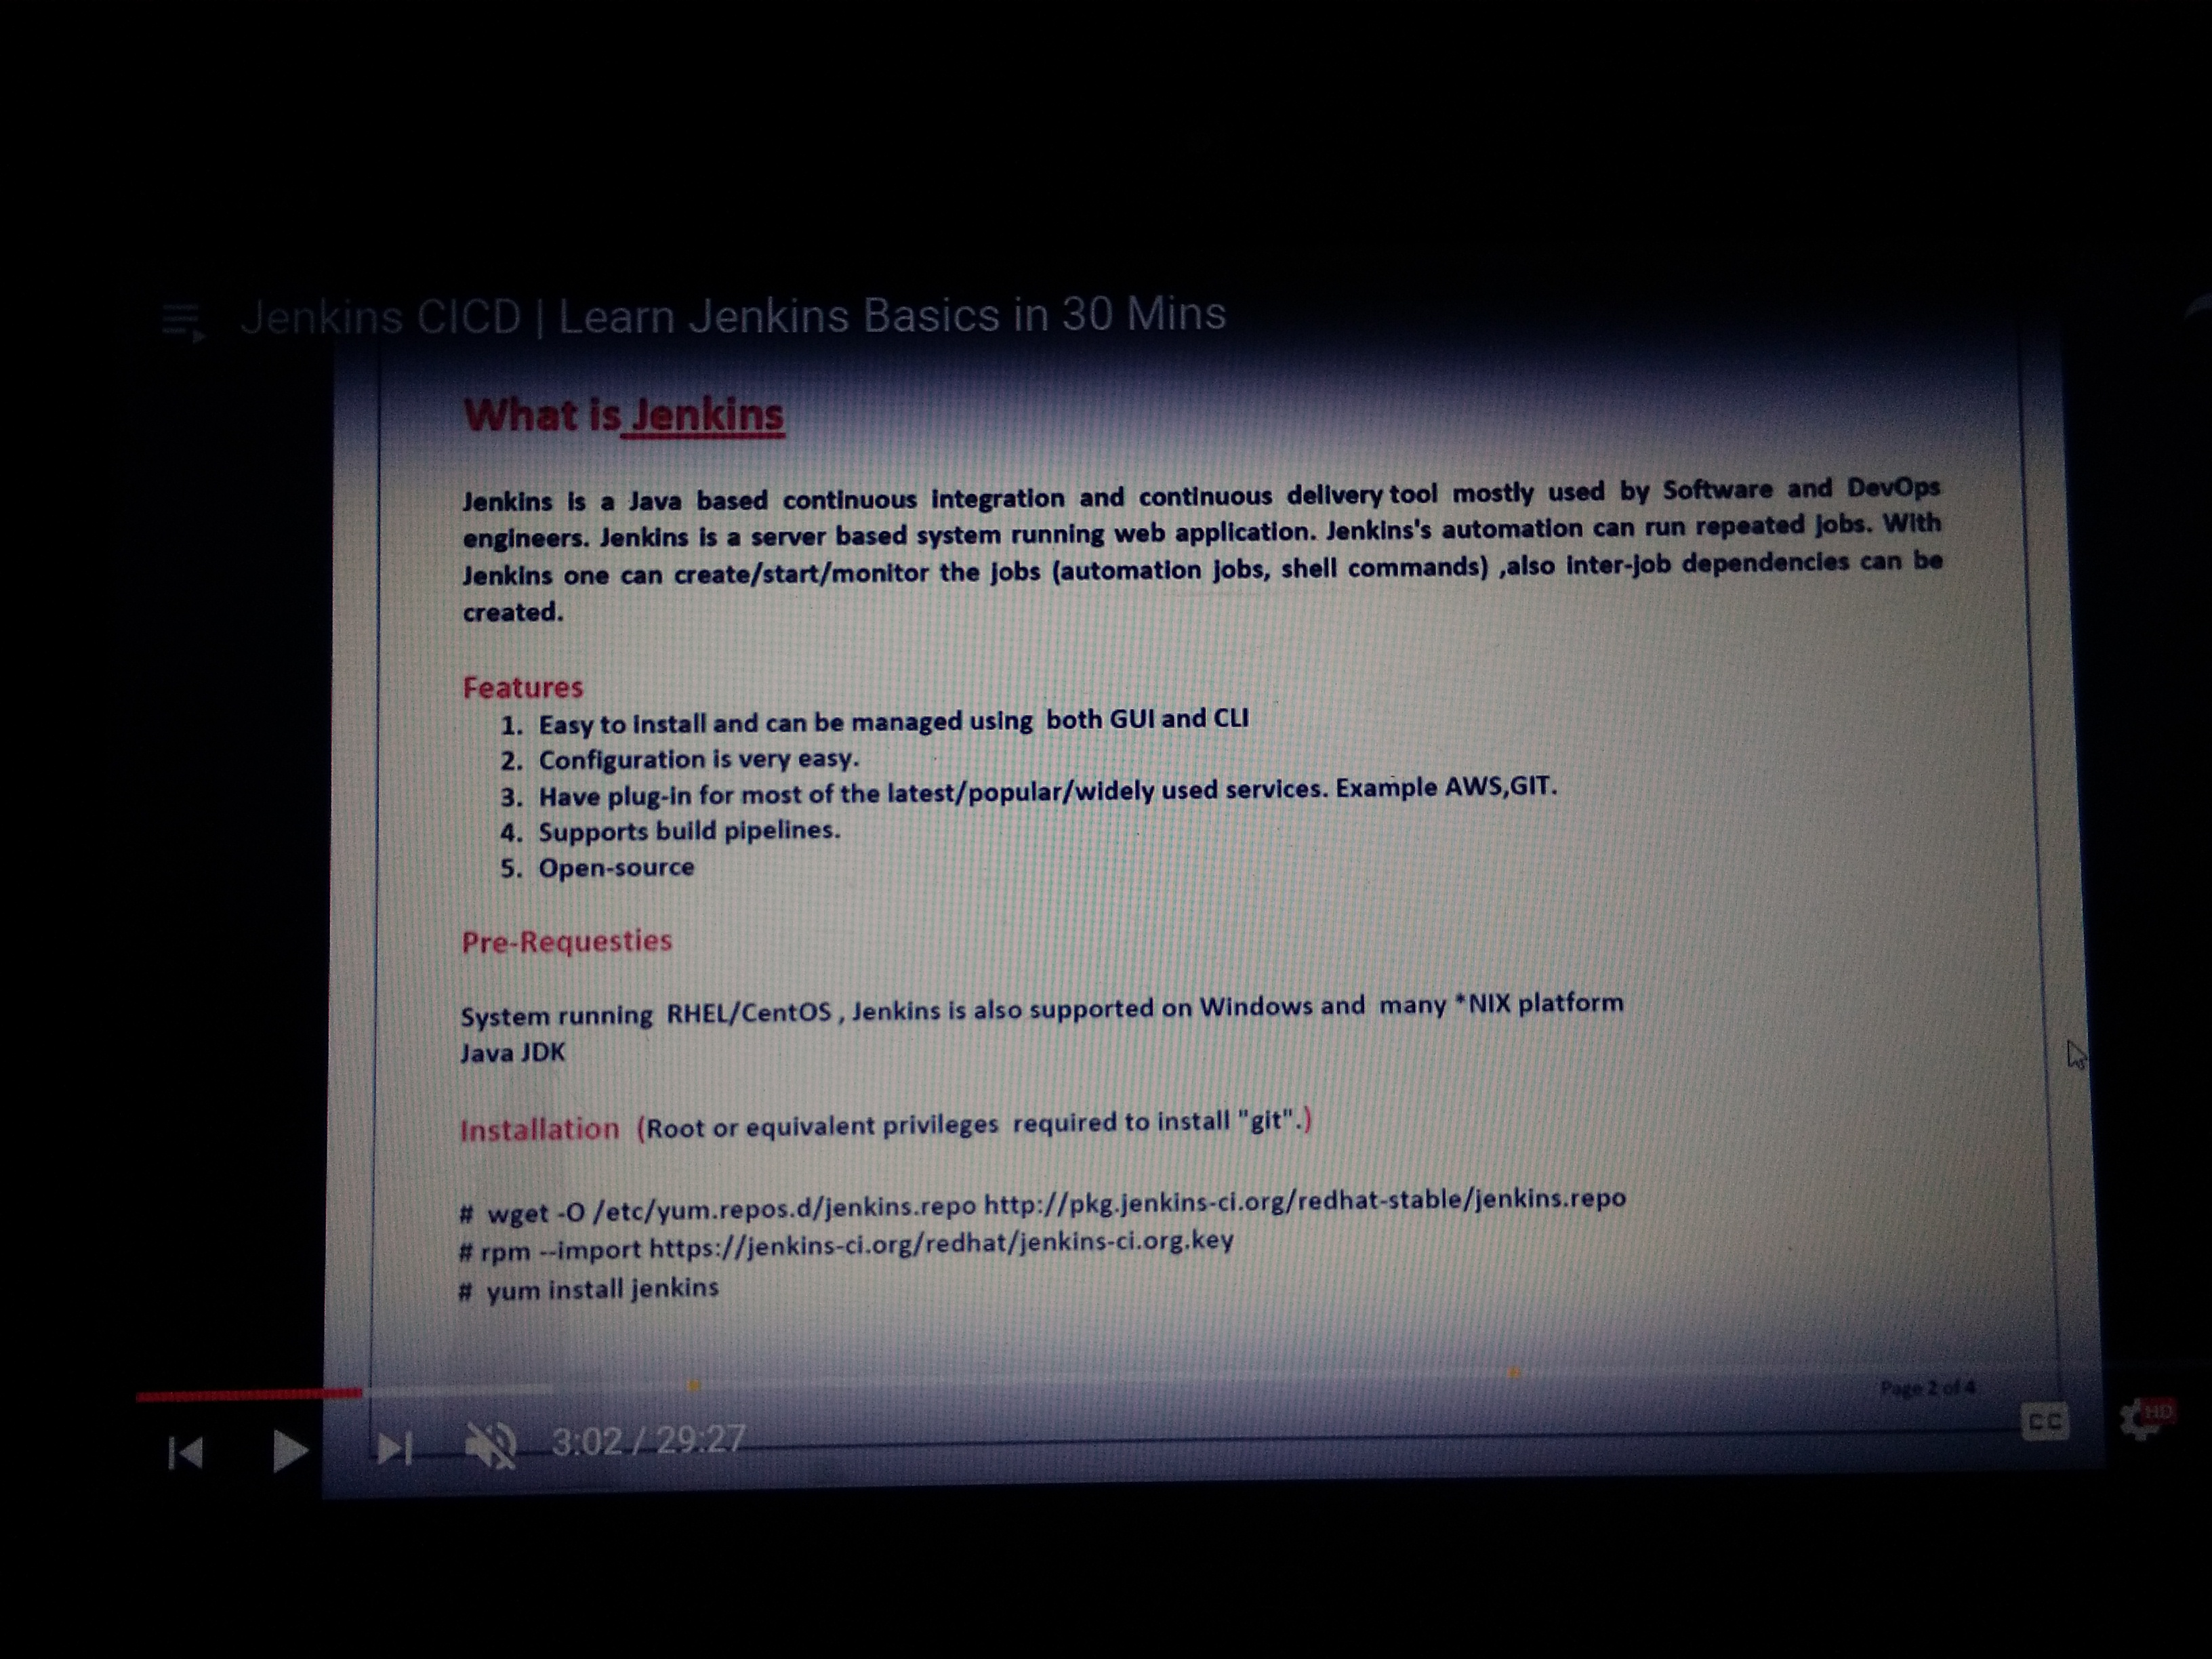 Jenkins CICD | Learn Jenkins Basics in 30 Mins
What is Jenkins
Jenkins is a Java based continuous integration and continuous delivery tool mostly used by Software and DevOps
engineers. Jenkins is a server based system running web application. Jenkins's automation can run repeated jobs. With
Jenkins one can create/start/monitor the jobs (automation jobs, shell commands) ,also inter-job dependencies can be
created.
Features
1. Easy to install and can be managed using both GUI and CLI
2. Configuration is very easy.
3. Have plug-in for most of the latest/popular/widely used services. Example AWS,GIT.
4. Supports build pipelines.
5. Open-source
Pre-Requesties
System running RHEL/CentOS , Jenkins is also supported on Windows and many *NIX platform
Java JDK
Installation (Root or equivalent privileges required to install "git".)
# wget -O /etc/yum.repos.d/jenkins.repo http://pkg.jenkins-ci.org/redhat-stable/jenkins.repo
# rpm --import https://jenkins-ci.org/redhat/jenkins-ci.org.key
# yum install jenkins
Page 2 of 4
3:02 / 29:27
CC
HD